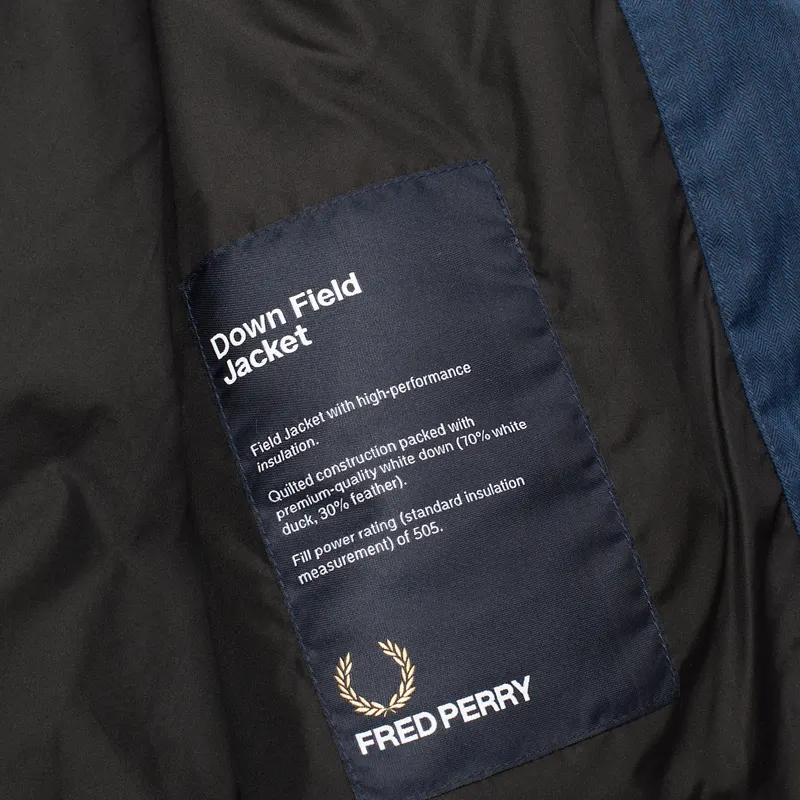 Down Field
Jacket
Field Jacket with high-performance
insulation.
Quilted construction packed with
premium-quality white down (70% white
duck, 30% feather).
Fill power rating (standard insulation
measurement) of 505.
FRED PERRY